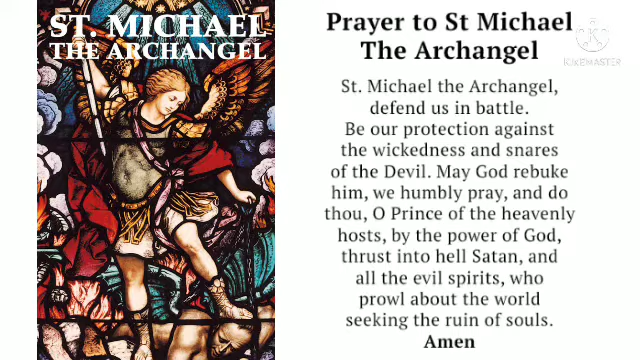 ST. MICHAEL
THE ARCHANGEL
Prayer to St Michael
The Archangel
KINEMASTER
St. Michael the Archangel,
defend us in battle.
Be our protection against
the wickedness and snares
of the Devil. May God rebuke
him, we humbly pray, and do
thou, O Prince of the heavenly
hosts, by the power of God,
thrust into hell Satan, and
all the evil spirits, who
prowl about the world
seeking the ruin of souls.
Amen